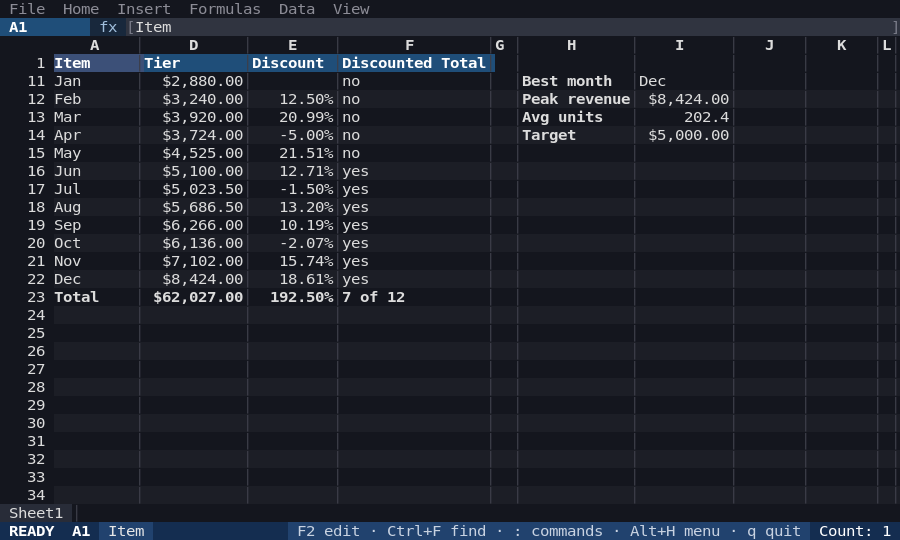 File Home Insert Formulas Data View
A1 fx [Item ]
A D E F G H I J K L
1 Item Tier Discount Discounted Total
11 Jan $2,880.00 no Best month Dec
12 Feb $3,240.00 12.50% no Peak revenue $8,424.00
13 Mar $3,920.00 20.99% no Avg units 202.4
14 Apr $3,724.00 -5.00% no Target $5,000.00
15 May $4,525.00 21.51% no
16 Jun $5,100.00 12.71% yes
17 Jul $5,023.50 -1.50% yes
18 Aug $5,686.50 13.20% yes
19 Sep $6,266.00 10.19% yes
20 Oct $6,136.00 -2.07% yes
21 Nov $7,102.00 15.74% yes
22 Dec $8,424.00 18.61% yes
23 Total $62,027.00 192.50% 7 of 12
24
25
26
27
28
29
30
31
32
33
34
Sheet1
READY A1 Item F2 edit · Ctrl+F find · : commands · Alt+H menu · q quit Count: 1